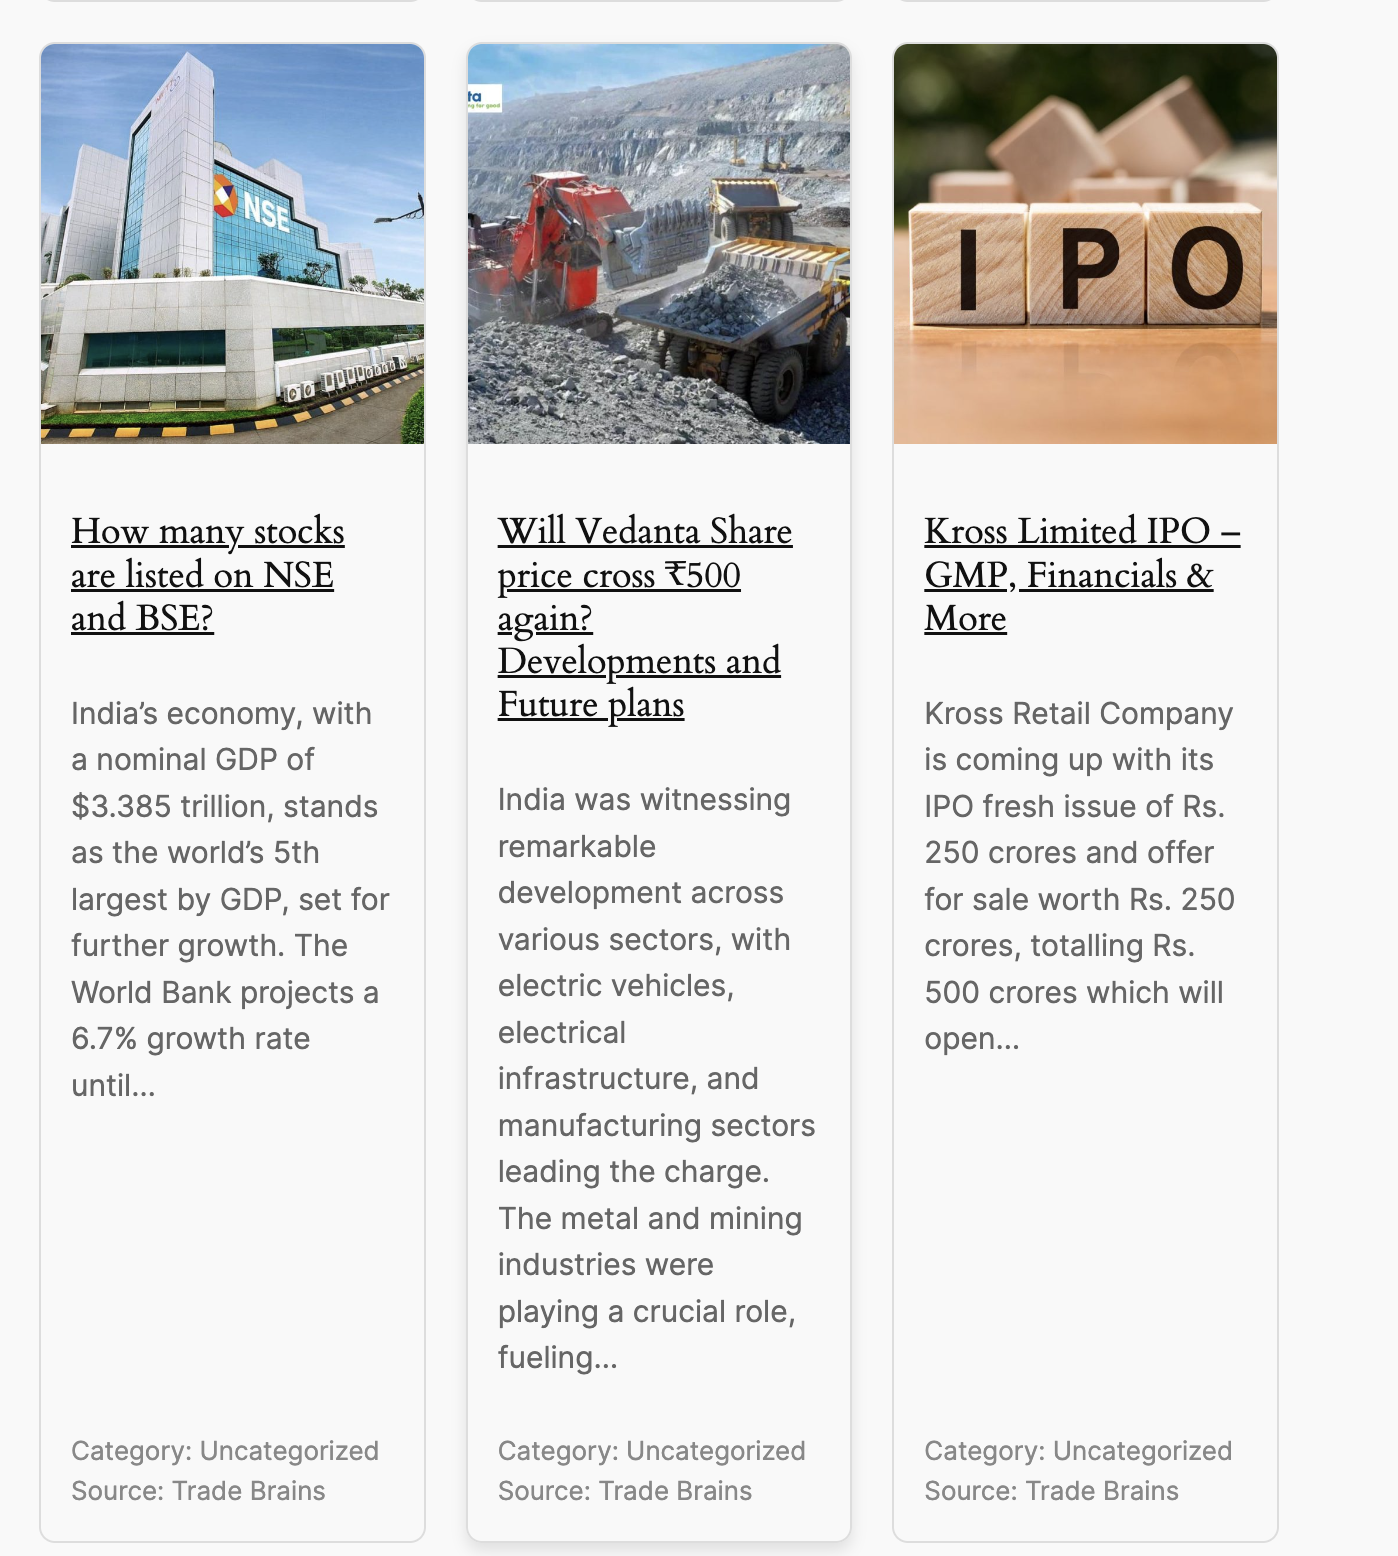 NSE
ta
ng for good
I P O
How many stocks
are listed on NSE
and BSE?
India’s economy, with
a nominal GDP of
$3.385 trillion, stands
as the world’s 5th
largest by GDP, set for
further growth. The
World Bank projects a
6.7% growth rate
until...
Category: Uncategorized
Source: Trade Brains
Will Vedanta Share
price cross ₹500
again?
Developments and
Future plans
India was witnessing
remarkable
development across
various sectors, with
electric vehicles,
electrical
infrastructure, and
manufacturing sectors
leading the charge.
The metal and mining
industries were
playing a crucial role,
fueling...
Category: Uncategorized
Source: Trade Brains
Kross Limited IPO –
GMP, Financials &
More
Kross Retail Company
is coming up with its
IPO fresh issue of Rs.
250 crores and offer
for sale worth Rs. 250
crores, totalling Rs.
500 crores which will
open...
Category: Uncategorized
Source: Trade Brains